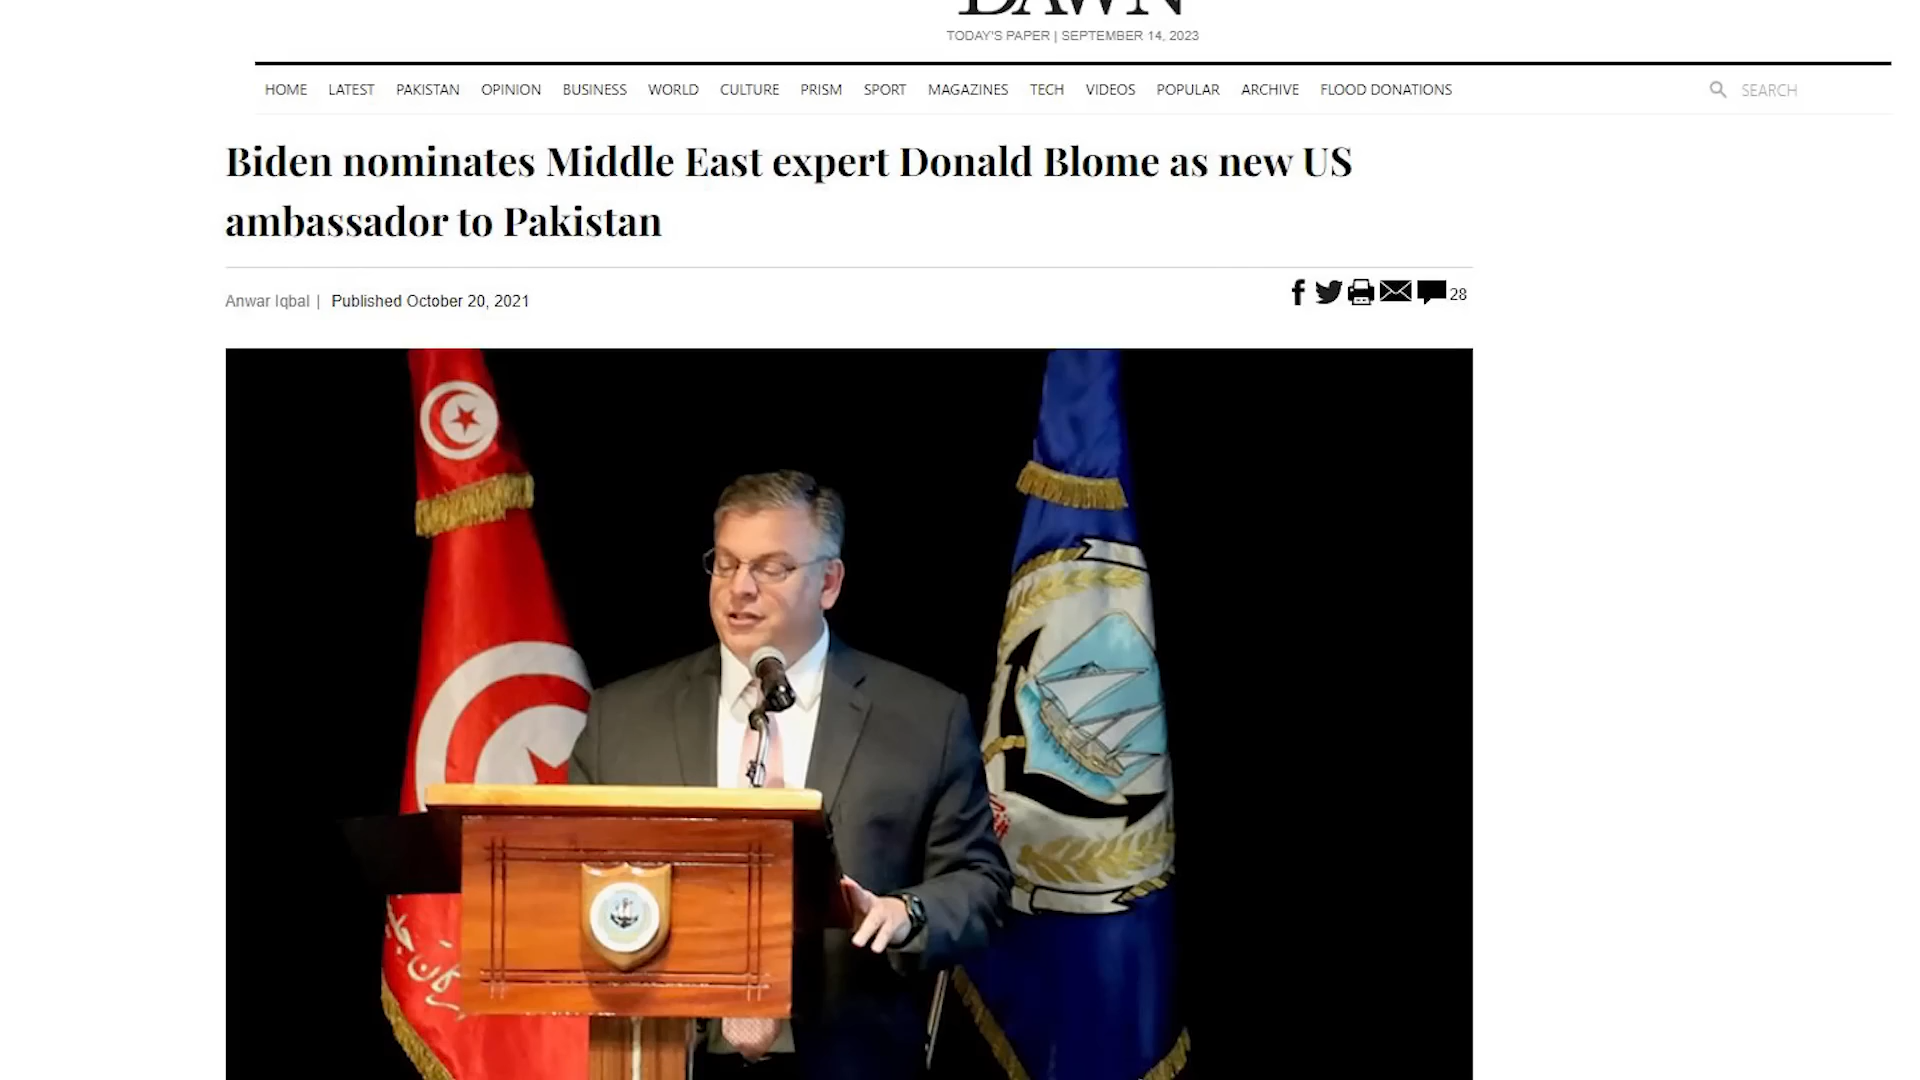 DAWN
TODAY'S PAPER | SEPTEMBER 14, 2023
HOME LATEST PAKISTAN OPINION BUSINESS WORLD CULTURE PRISM SPORT MAGAZINES TECH VIDEOS POPULAR ARCHIVE FLOOD DONATIONS SEARCH
Biden nominates Middle East expert Donald Blome as new US
ambassador to Pakistan
Anwar Iqbal | Published October 20, 2021
28